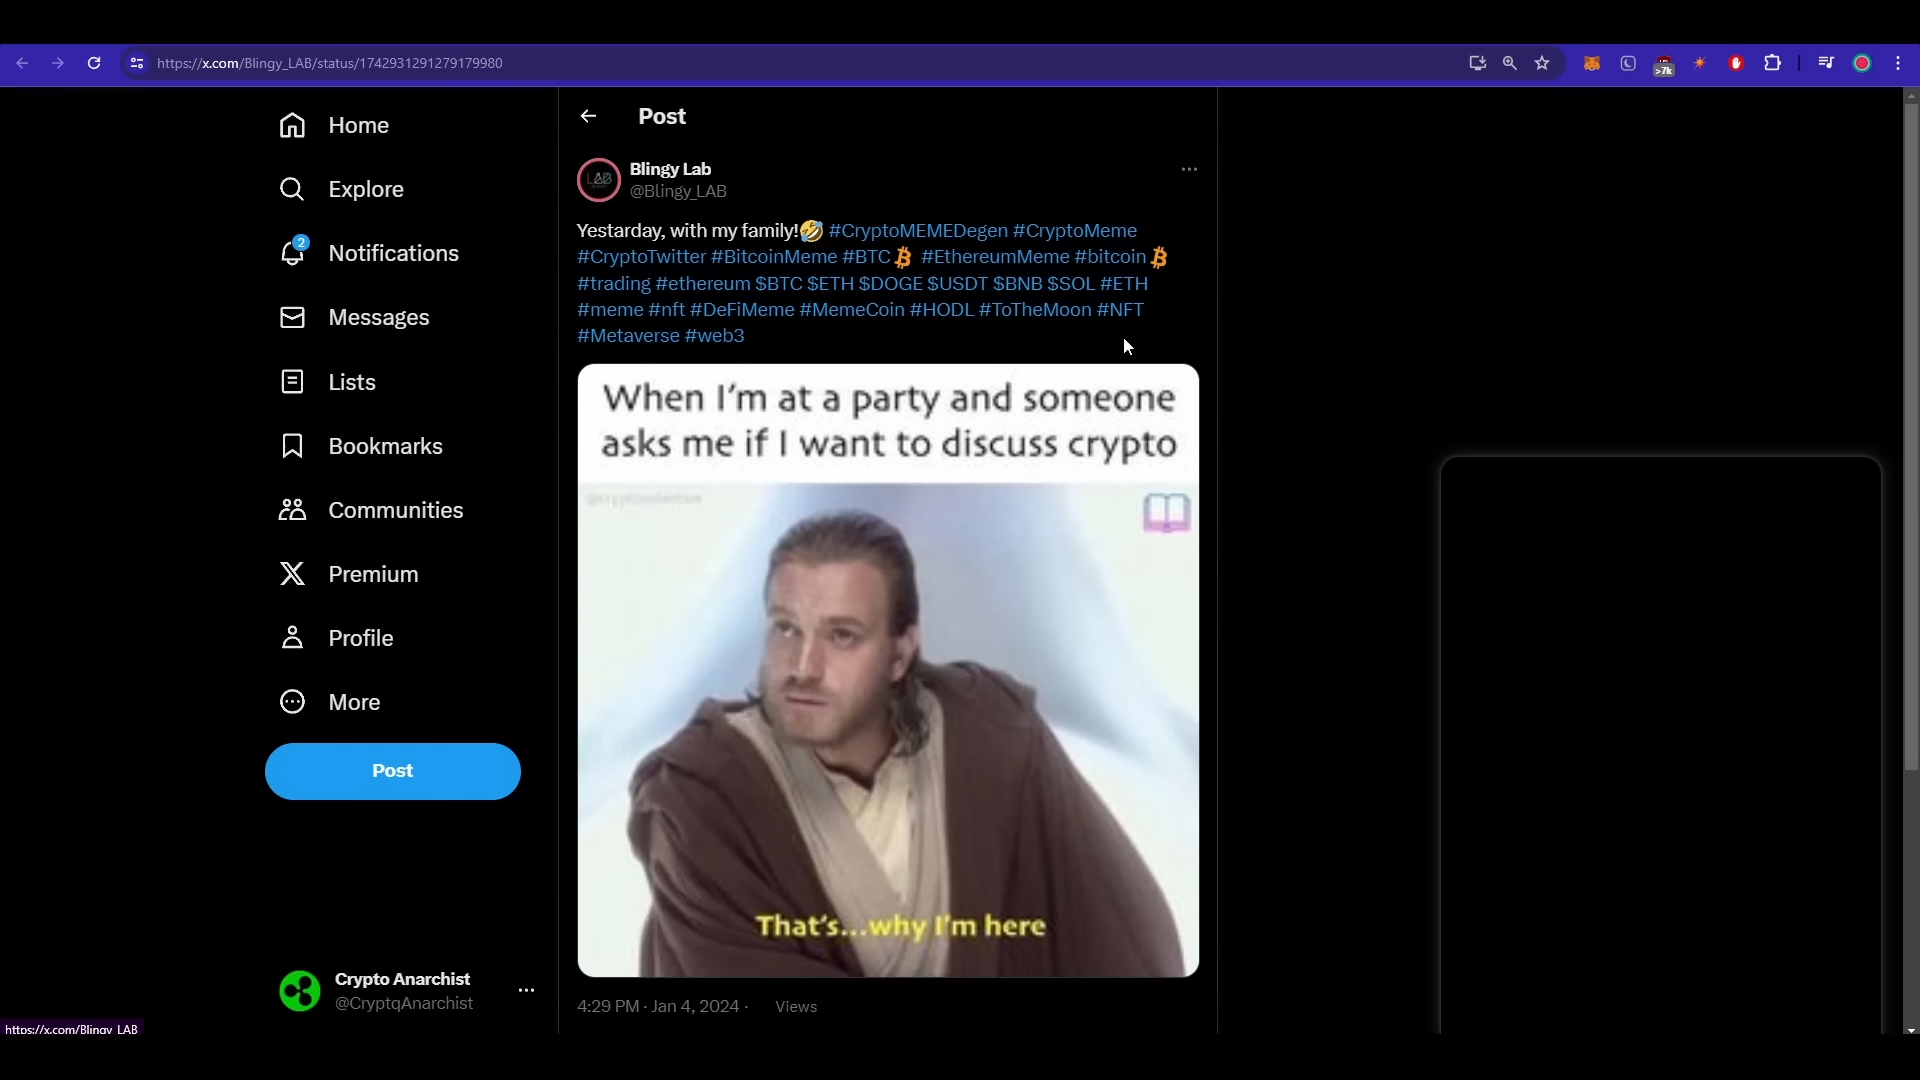 https://x.com/Blingy_LAB/status/1742931291279179980
>7k
Home
Explore
2
Notifications
Messages
Lists
Bookmarks
Communities
Premium
Profile
More
Post
Crypto Anarchist
@CryptqAnarchist
https://x.com/Blingy_LAB
Post
LAB
Blingy Lab
@Blingy_LAB
Yestarday, with my family!🤣 #CryptoMEMEDegen #CryptoMeme
#CryptoTwitter #BitcoinMeme #BTC #EthereumMeme #bitcoin
#trading #ethereum $BTC $ETH $DOGE $USDT $BNB $SOL #ETH
#meme #nft #DeFiMeme #MemeCoin #HODL #ToTheMoon #NFT
#Metaverse #web3
When I'm at a party and someone
asks me if I want to discuss crypto
That's...why I'm here
4:29 PM · Jan 4, 2024 · Views